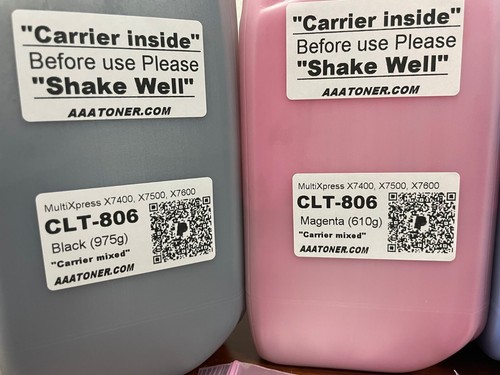 "Carrier inside"
Before use Please
"Shake Well"
AAATONER.COM
MultiXpress X7400, X7500, X7600
CLT-806
Black (975g)
"Carrier mixed"
AAATONER.COM
"Carrier inside"
Before use Please
"Shake Well"
AAATONER.COM
MultiXpress X7400, X7500, X7600
CLT-806
Magenta (610g)
"Carrier mixed"
AAATONER.COM